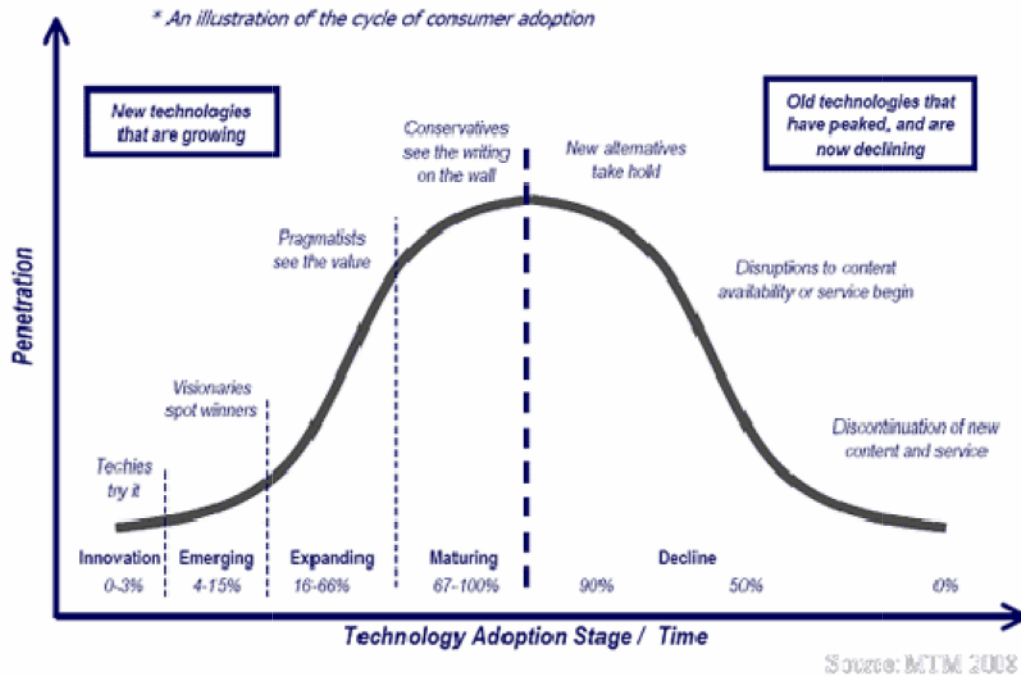 * An illustration of the cycle of consumer adoption
New technologies
that are growing
Old technologies that
have peaked, and are
now declining
Conservatives
see the writing
on the wall
New alternatives
take hold
Pragmatists
see the value
Disruptions to content
availability or service begin
Visionaries
spot winners
Discontinuation of new
content and service
Techies
try it
Penetration
Innovation Emerging Expanding Maturing Decline
0-3% 4-15% 16-66% 67-100% 90% 50% 0%
Technology Adoption Stage / Time
Source: MTM 2008